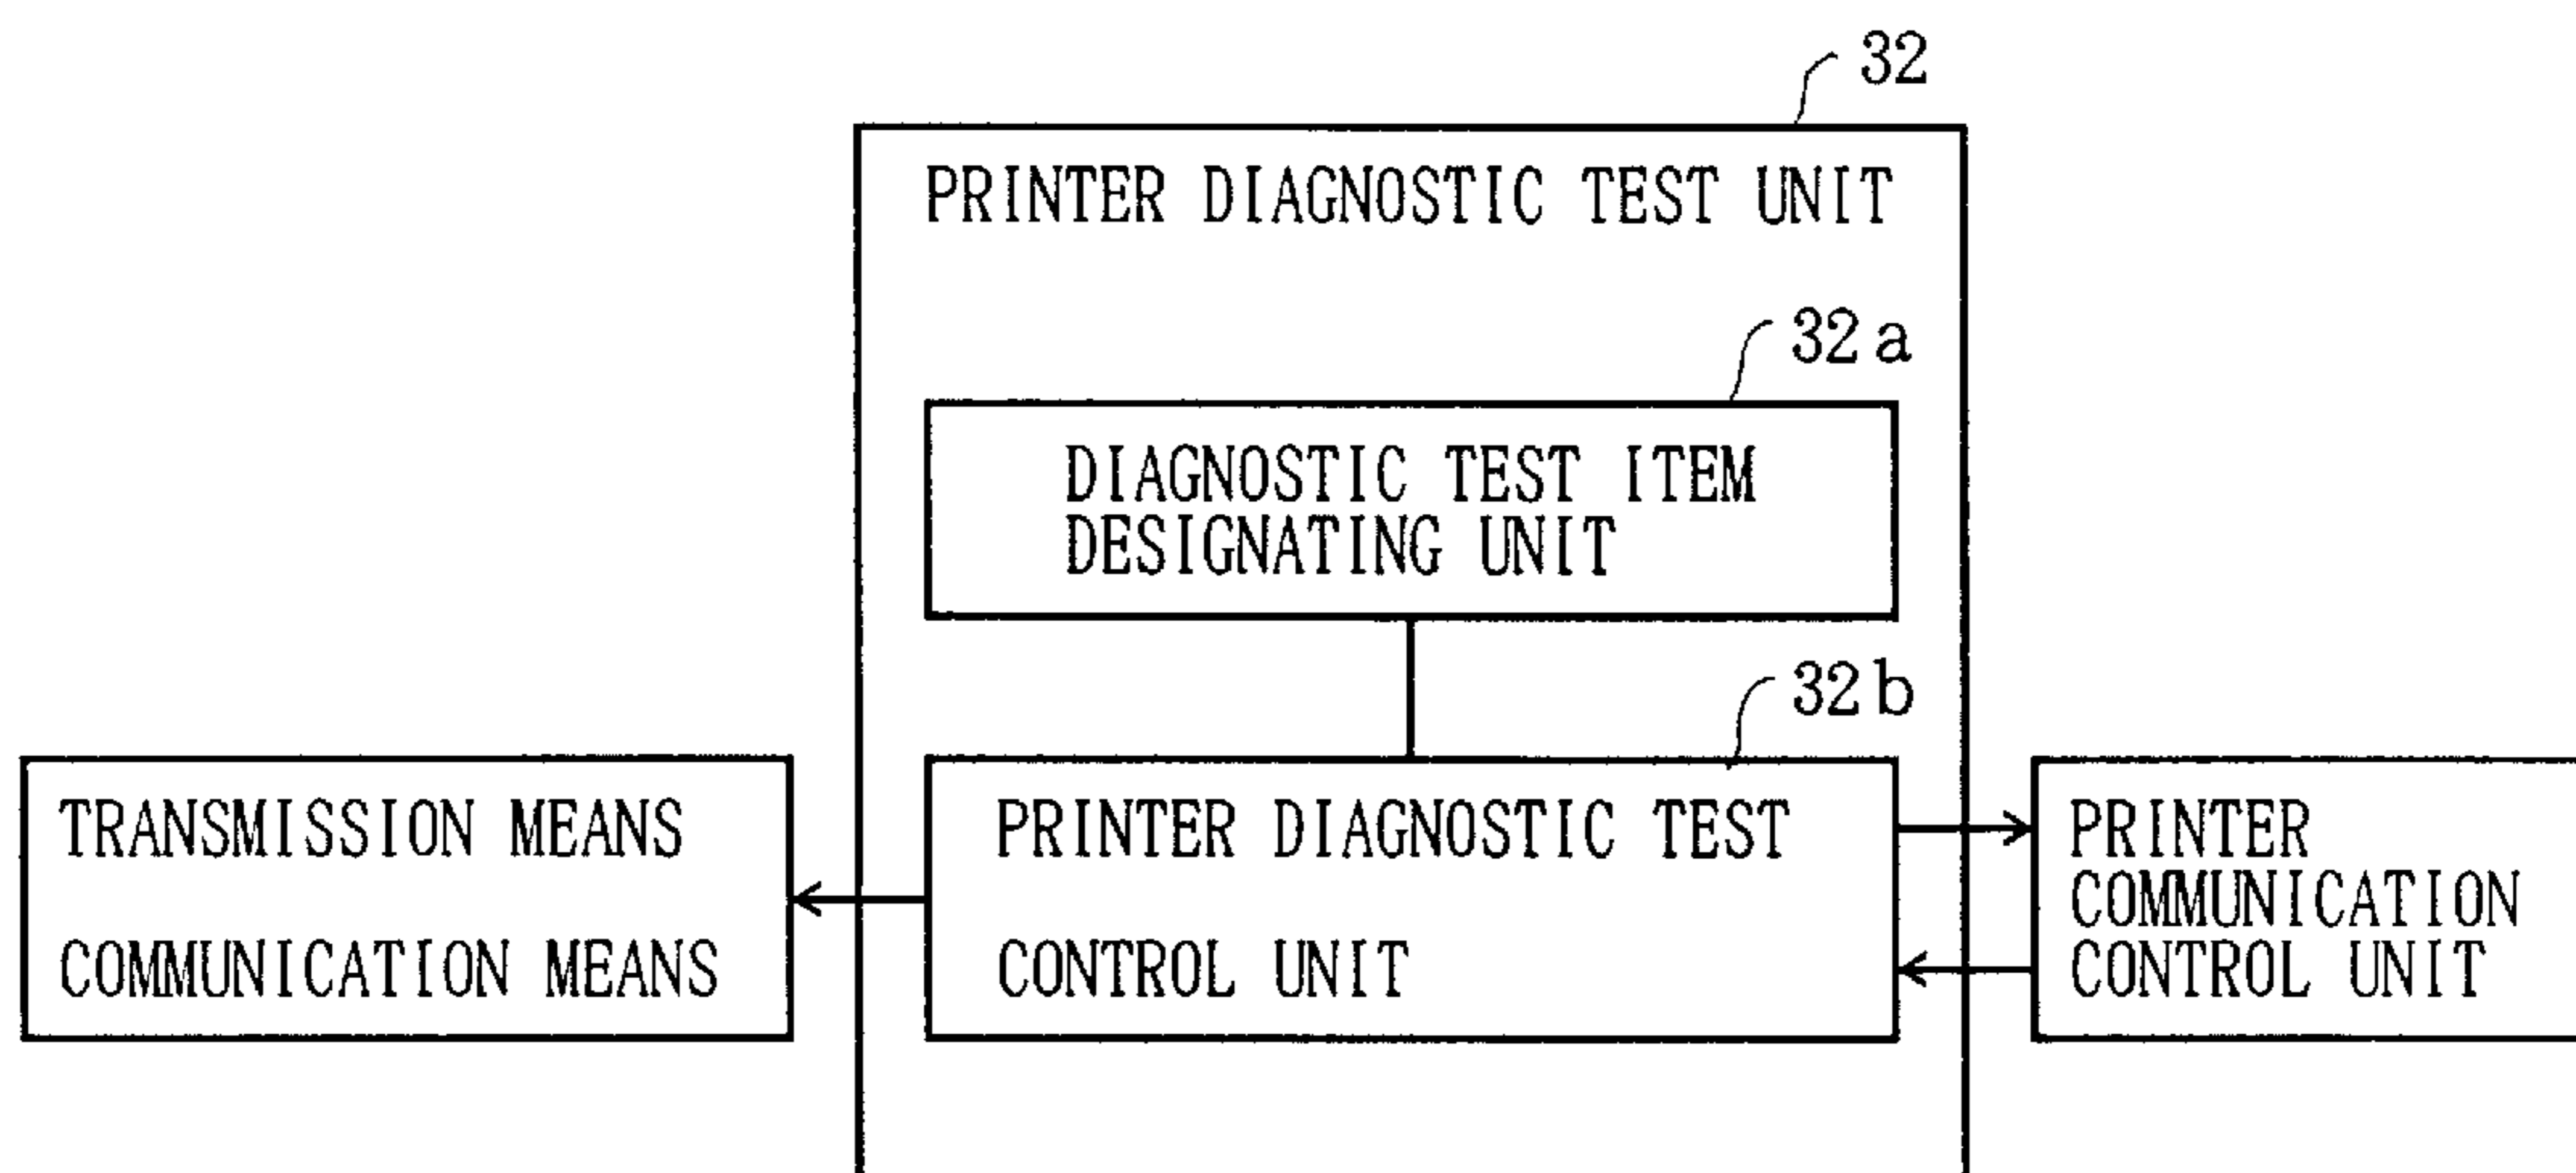 32
PRINTER DIAGNOSTIC TEST UNIT
32a
DIAGNOSTIC TEST ITEM
DESIGNATING UNIT
32b
TRANSMISSION MEANS
COMMUNICATION MEANS
PRINTER DIAGNOSTIC TEST
CONTROL UNIT
PRINTER
COMMUNICATION
CONTROL UNIT